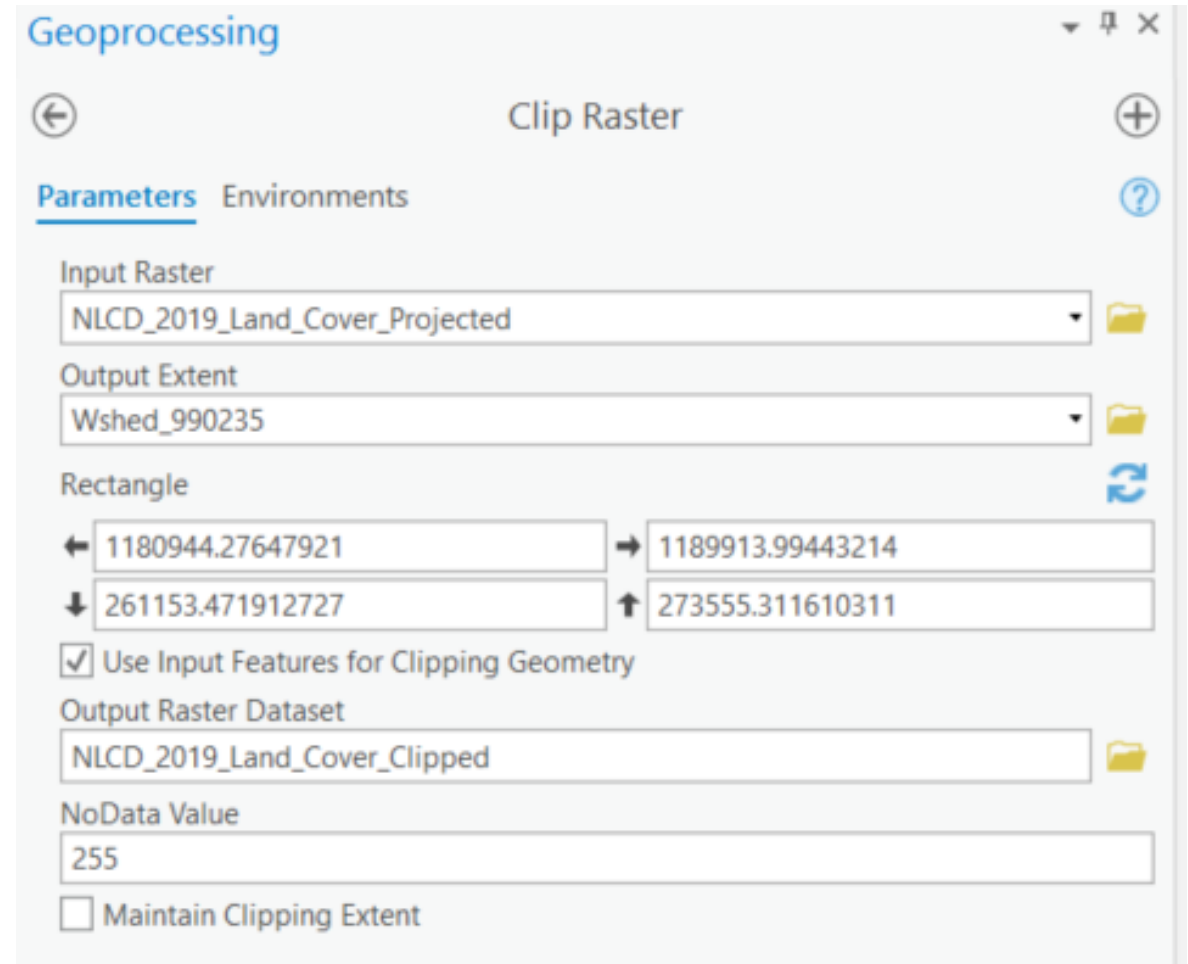 Geoprocessing
Clip Raster
Parameters Environments
Input Raster
NLCD_2019_Land_Cover_Projected
Output Extent
Wshed_990235
Rectangle
1180944.27647921 1189913.99443214
261153.471912727 273555.311610311
Use Input Features for Clipping Geometry
Output Raster Dataset
NLCD_2019_Land_Cover_Clipped
NoData Value
255
Maintain Clipping Extent